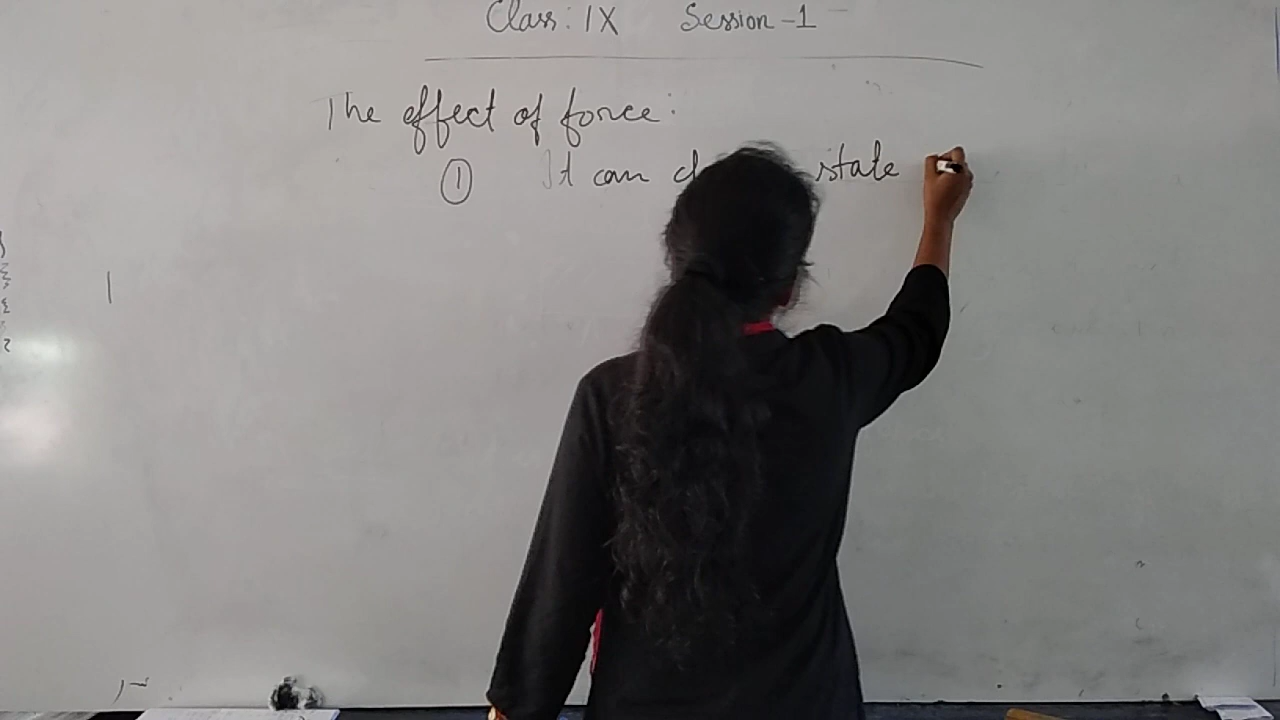 Class: IX Session-1
The effect of force:
① It can state